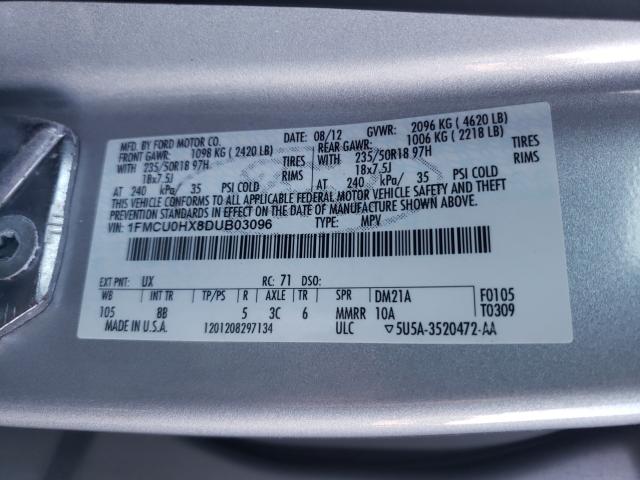 MFD. BY FORD MOTOR CO.
DATE: 08/12 GVWR: 2096 KG ( 4620 LB)
FRONT GAWR: 1098 KG ( 2420 LB)
REAR GAWR: 1006 KG ( 2218 LB)
WITH 235/50R18 97H TIRES
WITH 235/50R18 97H TIRES
18x7.5J RIMS
18x7.5J RIMS
AT 240 kPa/ 35 PSI COLD
AT 240 kPa/ 35 PSI COLD
THIS VEHICLE CONFORMS TO ALL APPLICABLE FEDERAL MOTOR VEHICLE SAFETY AND THEFT
PREVENTION STANDARDS IN EFFECT ON THE DATE OF MANUFACTURE SHOWN ABOVE.
VIN: 1FMCU0HX8DUB03096
TYPE: MPV
EXT PNT: UX RC: 71 DSO:
WB INT TR TP/PS R AXLE TR SPR DM21A F0105
105 8B 5 3C 6 MMRR 10A T0309
MADE IN U.S.A. 1201208297134 ULC ▽5U5A-3520472-AA